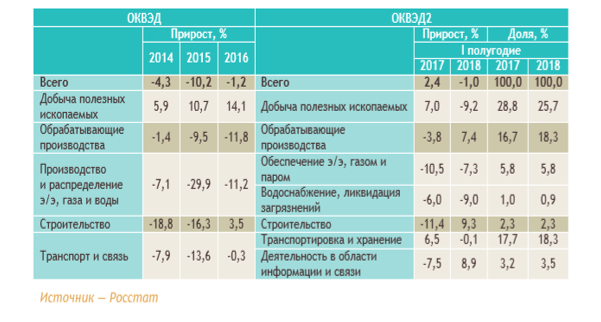 ОКВЭД ОКВЭД2
Прирост, % Прирост, % Доля, %
I полугодие
2014 2015 2016 2017 2018 2017 2018
Всего -4,3 -10,2 -1,2 Всего 2,4 -1,0 100,0 100,0
Добыча полезных
ископаемых 5,9 10,7 14,1 Добыча полезных ископаемых 7,0 -9,2 28,8 25,7
Обрабатывающие
производства -1,4 -9,5 -11,8 Обрабатывающие
производства -3,8 7,4 16,7 18,3
Производство
и распределение
э/э, газа и воды -7,1 -29,9 -11,2 Обеспечение э/э, газом и
паром -10,5 -7,3 5,8 5,8
Водоснабжение, ликвидация
загрязнений -6,0 -9,0 1,0 0,9
Строительство -18,8 -16,3 3,5 Строительство -11,4 9,3 2,3 2,3
Транспорт и связь -7,9 -13,6 -0,3 Транспортировка и хранение 6,5 -0,1 17,7 18,3
Деятельность в области
информации и связи -7,5 8,9 3,2 3,5
Источник — Росстат